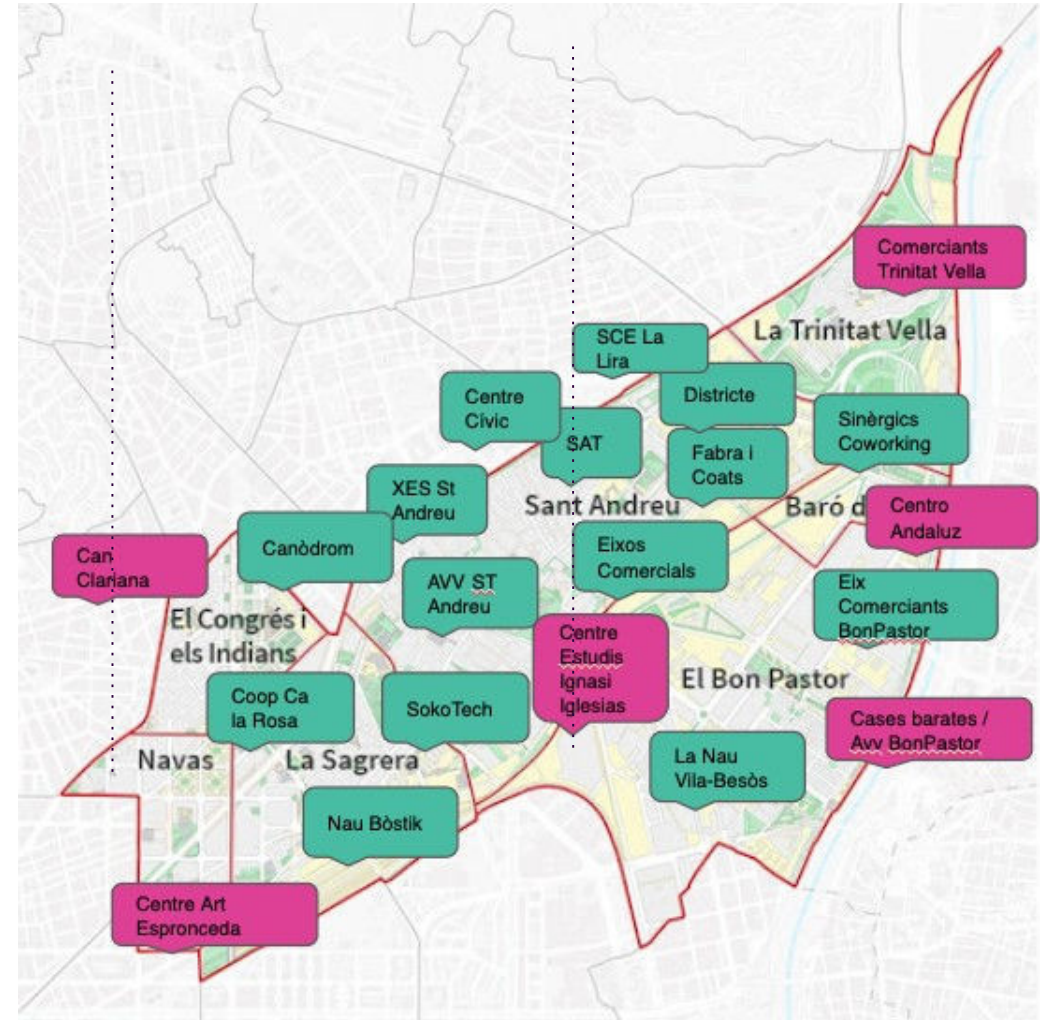 Comerciants
Trinitat Vella
La Trinitat Vella
SCE La
Lira
Districte
Centre
Cívic
SAT
Sinèrgics
Coworking
Fabra i
Coats
XES St
Andreu
Sant Andreu
Baró d
Centro
Andaluz
Canòdrom
Eixos
Comercials
Can
Clariana
AVV ST
Andreu
Eix
Comerciants
BonPastor
El Congrés i
els Indians
Centre
Estudis
Ignasi
Iglesias
El Bon Pastor
Coop Ca
la Rosa
SokoTech
Cases barates /
Avv BonPastor
Navas
La Sagrera
La Nau
Vila-Besòs
Nau Bòstik
Centre Art
Espronceda